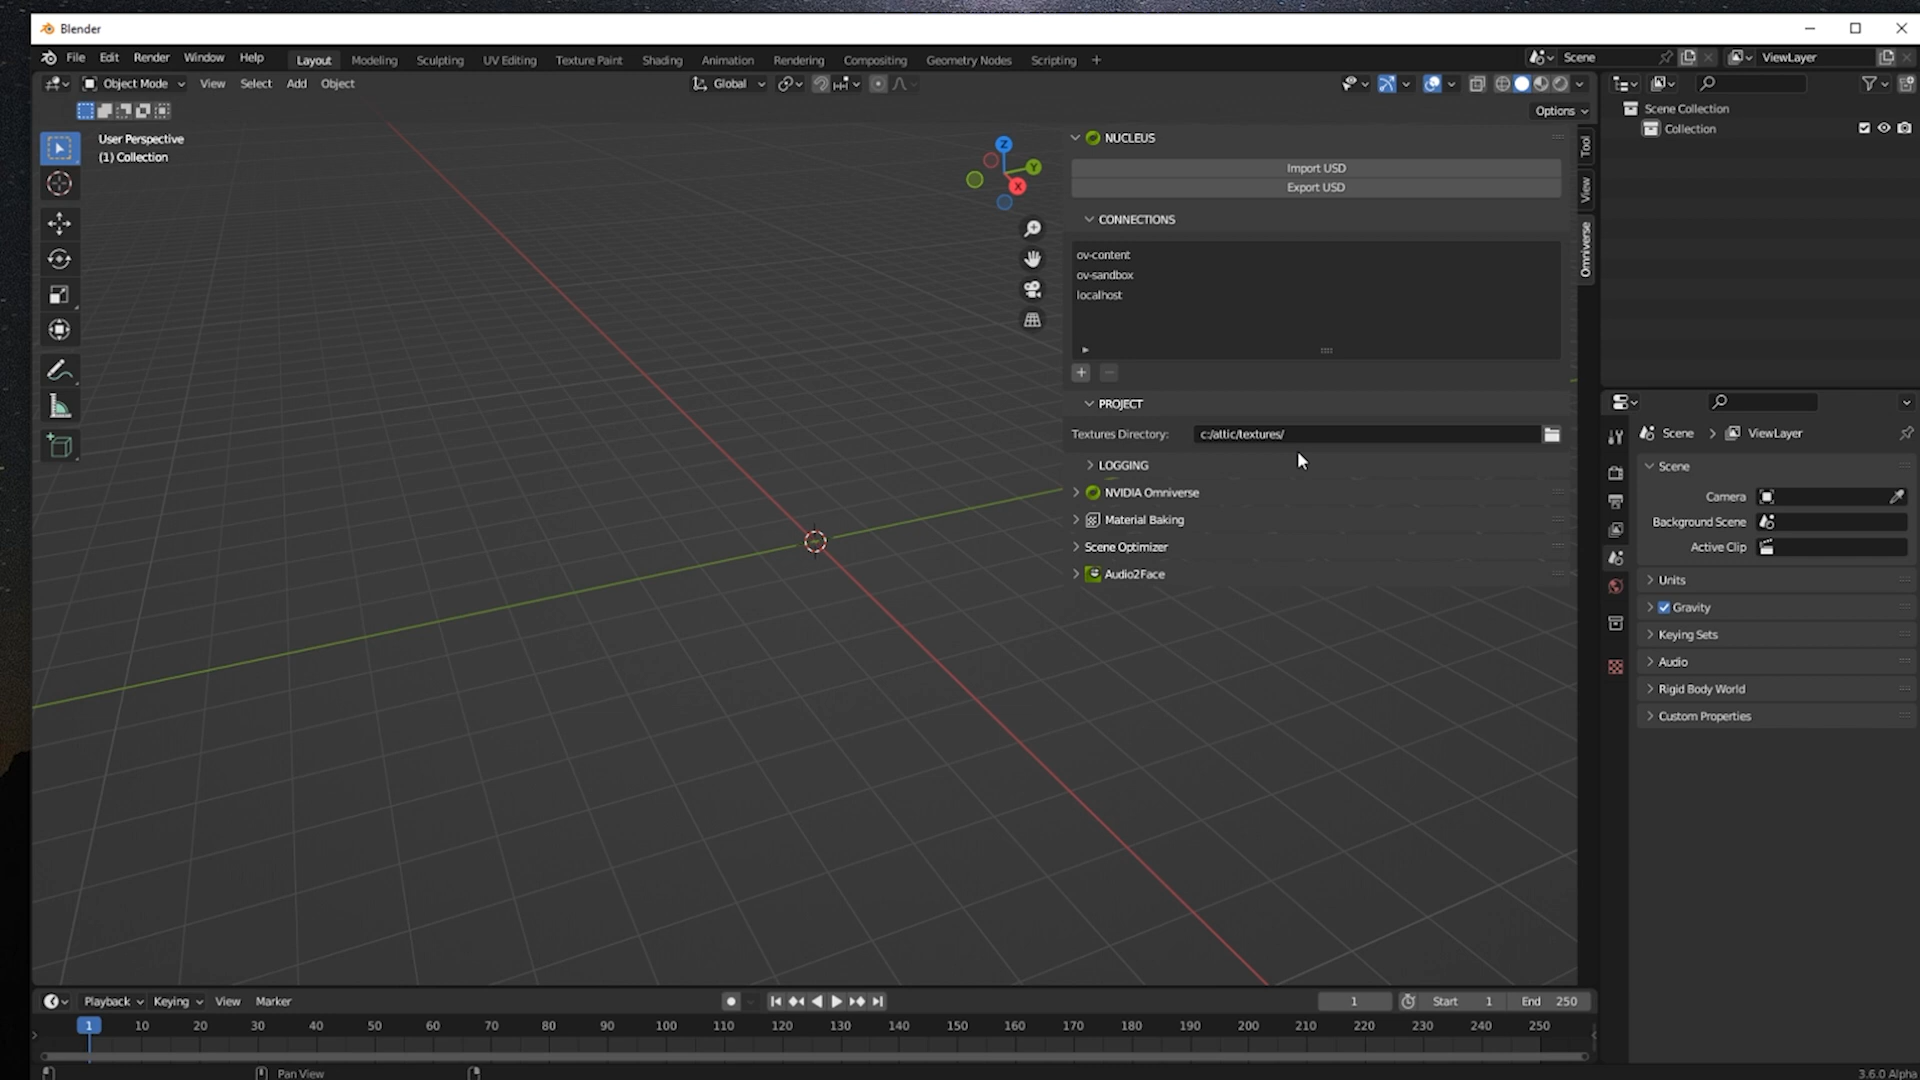 Blender
File Edit Render Window Help Layout Modeling Sculpting UV Editing Texture Paint Shading Animation Rendering Compositing Geometry Nodes Scripting + Scene ViewLayer
Object Mode View Select Add Object Global
Options
User Perspective
(1) Collection
Z
Y
X
NUCLEUS
Import USD
Export USD
CONNECTIONS
ov-content
ov-sandbox
localhost
PROJECT
Textures Directory: c:/attic/textures/
LOGGING
NVIDIA Omniverse
Material Baking
Scene Optimizer
Audio2Face
Tool
View
Omniverse
Scene Collection
Collection
Scene > ViewLayer
Scene
Camera
Background Scene
Active Clip
Units
Gravity
Keying Sets
Audio
Rigid Body World
Custom Properties
Playback Keying View Marker 1 Start 1 End 250
1 10 20 30 40 50 60 70 80 90 100 110 120 130 140 150 160 170 180 190 200 210 220 230 240 250
Pan View
3.6.0 Alpha